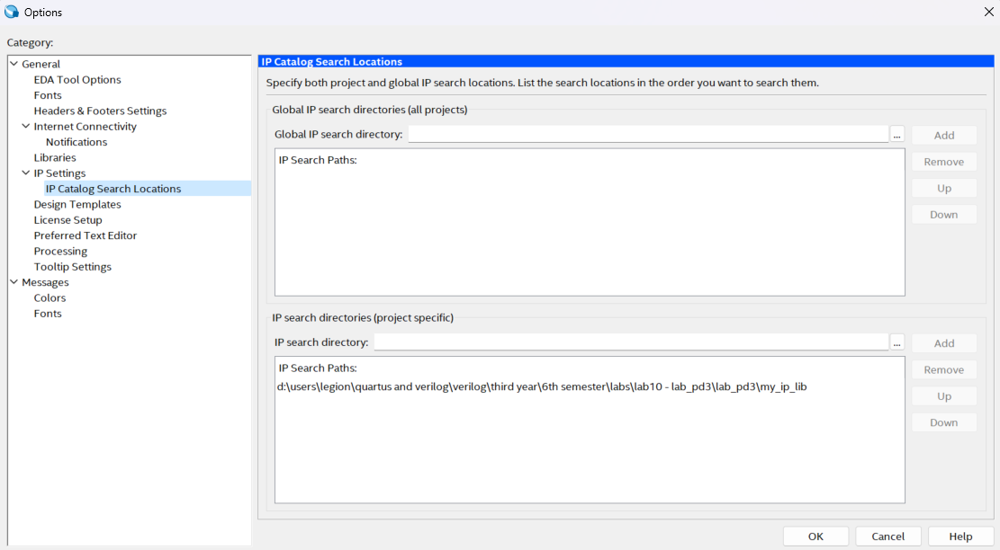 Options
Category:
General
EDA Tool Options
Fonts
Headers & Footers Settings
Internet Connectivity
Notifications
Libraries
IP Settings
IP Catalog Search Locations
Design Templates
License Setup
Preferred Text Editor
Processing
Tooltip Settings
Messages
Colors
Fonts
IP Catalog Search Locations
Specify both project and global IP search locations. List the search locations in the order you want to search them.
Global IP search directories (all projects)
Global IP search directory:
...
Add
IP Search Paths:
Remove
Up
Down
IP search directories (project specific)
IP search directory:
...
Add
IP Search Paths:
Remove
d:\users\legion\quartus and verilog\verilog\third year\6th semester\labs\lab10 - lab_pd3\lab_pd3\my_ip_lib
Up
Down
OK
Cancel
Help